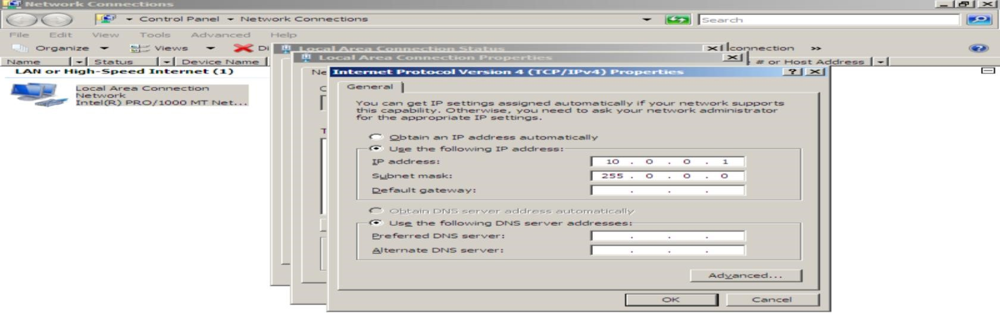 Network Connections
Control Panel Network Connections
Search
File Edit View Tools Advanced Help
Organize Views Di
Local Area Connection Status
connection »
Name Status Device Name
# or Host Address
Local Area Connection Properties
LAN or High-Speed Internet (1)
Local Area Connection
Network
Intel(R) PRO/1000 MT Net...
Ne
Internet Protocol Version 4 (TCP/IPv4) Properties
General
You can get IP settings assigned automatically if your network supports
this capability. Otherwise, you need to ask your network administrator
for the appropriate IP settings.
Obtain an IP address automatically
Use the following IP address:
IP address: 10 . 0 . 0 . 1
Subnet mask: 255 . 0 . 0 . 0
Default gateway: . . .
Obtain DNS server address automatically
Use the following DNS server addresses:
Preferred DNS server: . . .
Alternate DNS server: . . .
Advanced...
OK Cancel